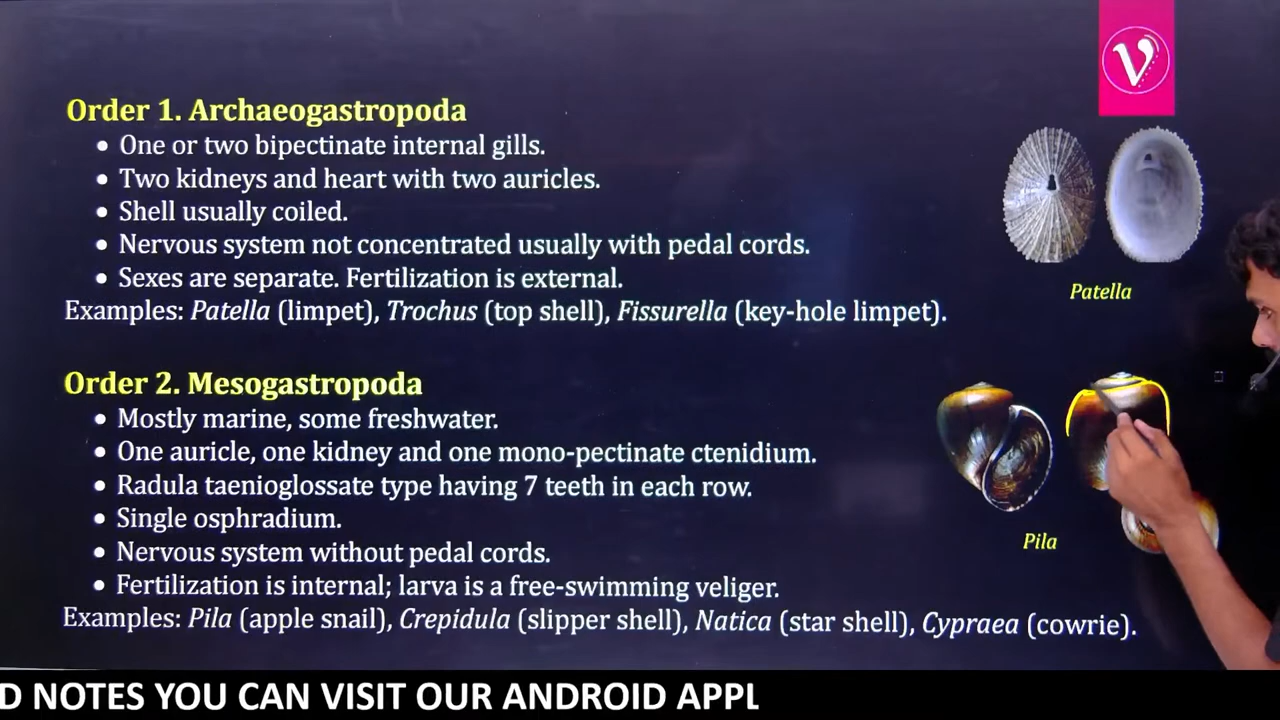 V
Order 1. Archaeogastropoda
• One or two bipectinate internal gills.
• Two kidneys and heart with two auricles.
• Shell usually coiled.
• Nervous system not concentrated usually with pedal cords.
• Sexes are separate. Fertilization is external.
Examples: Patella (limpet), Trochus (top shell), Fissurella (key-hole limpet).
Patella
Order 2. Mesogastropoda
• Mostly marine, some freshwater.
• One auricle, one kidney and one mono-pectinate ctenidium.
• Radula taenioglossate type having 7 teeth in each row.
• Single osphradium.
• Nervous system without pedal cords.
• Fertilization is internal; larva is a free-swimming veliger.
Examples: Pila (apple snail), Crepidula (slipper shell), Natica (star shell), Cypraea (cowrie).
Pila
D NOTES YOU CAN VISIT OUR ANDROID APPL